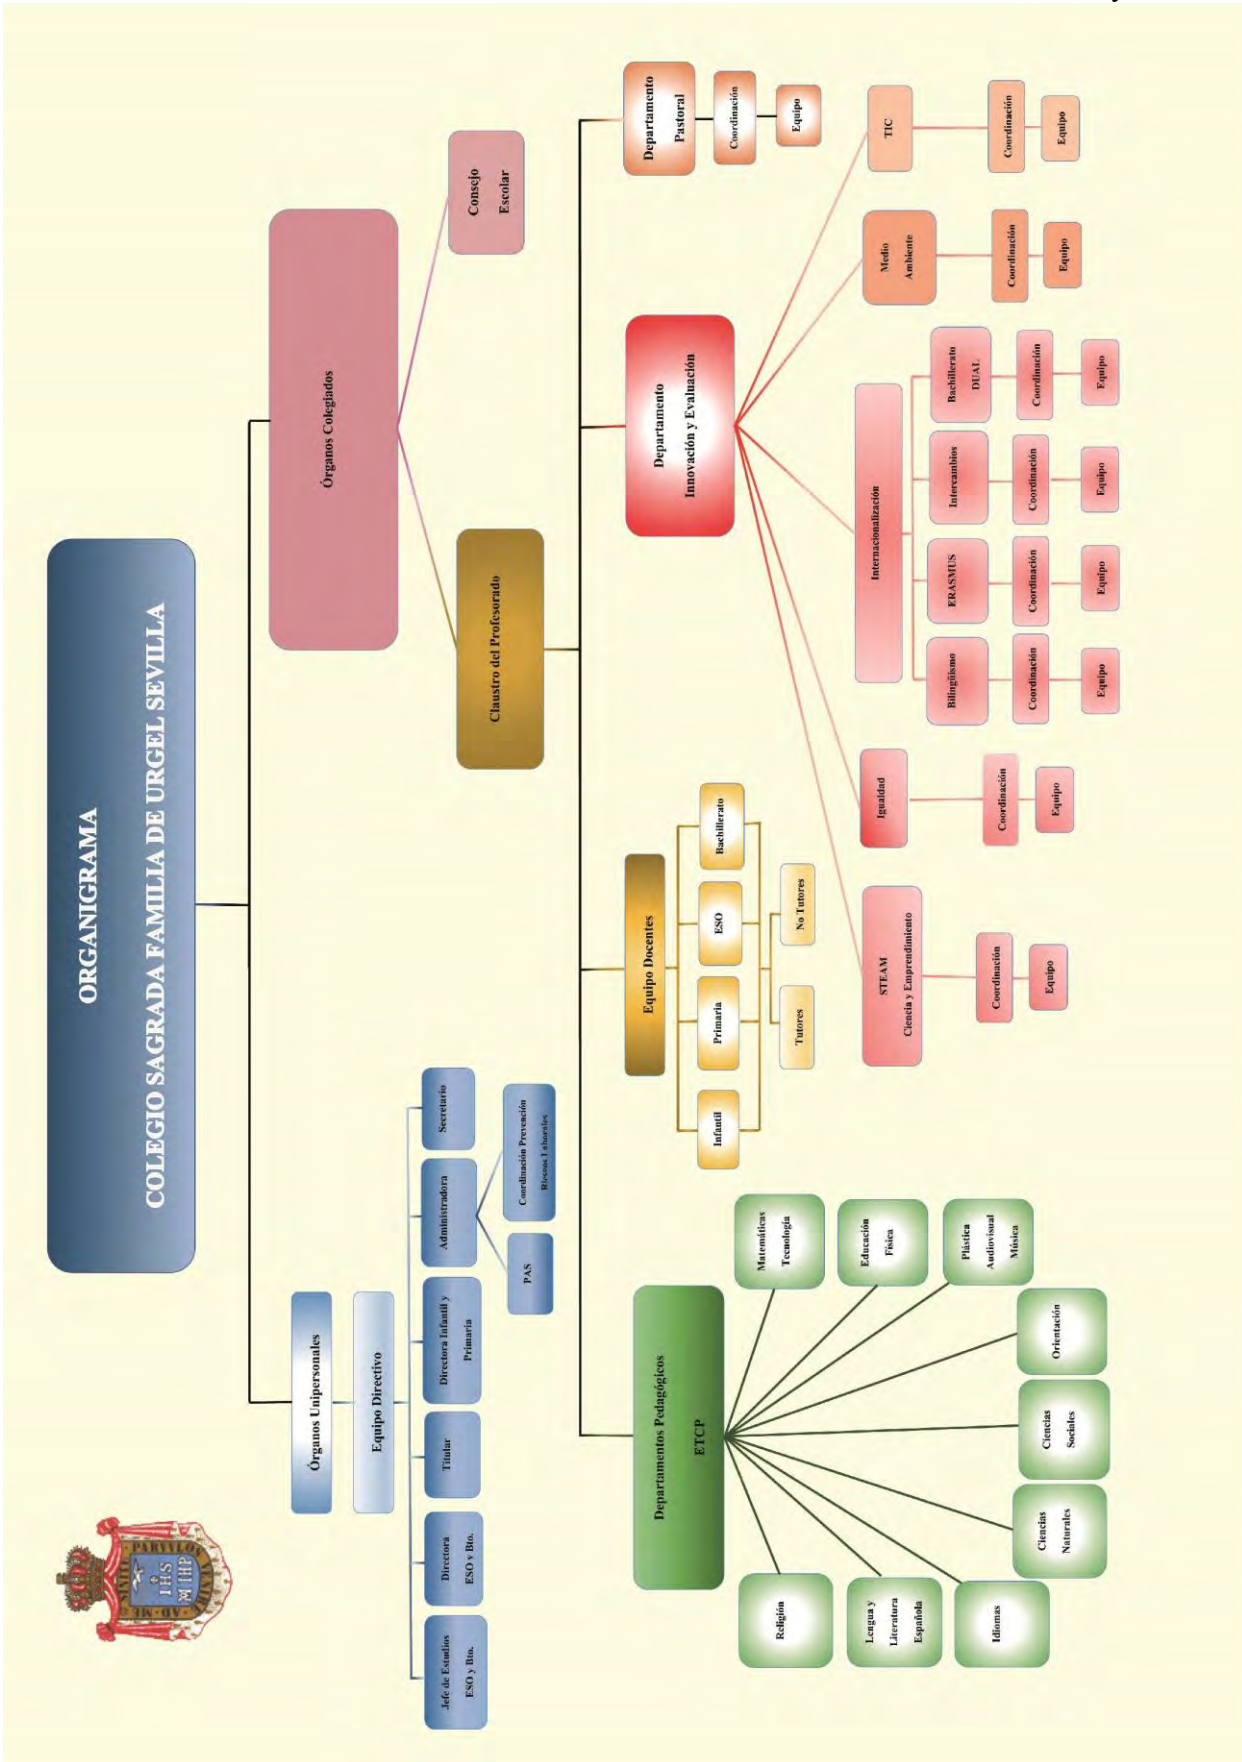 ORGANIGRAMA
COLEGIO SAGRADA FAMILIA DE URGEL SEVILLA
Órganos Unipersonales
Equipo Directivo
Jefe de Estudios
ESO y Bto.
Directora
ESO y Bto.
Titular
Directora Infantil y
Primaria
Administradora
Secretario
PAS
Coordinación Prevención
Riesgos Laborales
Órganos Colegiados
Claustro del Profesorado
Consejo
Escolar
Departamentos Pedagógicos
ETCP
Religión
Lengua y
Literatura
Española
Idiomas
Ciencias
Naturales
Ciencias
Sociales
Orientación
Plástica
Audiovisual
Música
Educación
Física
Matemáticas
Tecnología
Equipo Docentes
Infantil
Primaria
ESO
Bachillerato
Tutores
No Tutores
Departamento
Innovación y Evaluación
STEAM
Ciencia y Emprendimiento
Coordinación
Equipo
Igualdad
Coordinación
Equipo
Internacionalización
Bilingüismo
Coordinación
Equipo
ERASMUS
Coordinación
Equipo
Intercambios
Coordinación
Equipo
Bachillerato
DUAL
Coordinación
Equipo
Medio
Ambiente
Coordinación
Equipo
TIC
Coordinación
Equipo
Departamento
Pastoral
Coordinación
Equipo
IHS
IHP